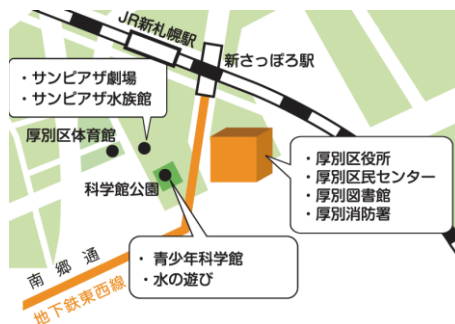 JR新札幌駅
新さっぽろ駅
・サンピアザ劇場
・サンピアザ水族館
厚別区体育館
科学館公園
・厚別区役所
・厚別区民センター
・厚別図書館
・厚別消防署
・青少年科学館
・水の遊び
南郷通
地下鉄東西線